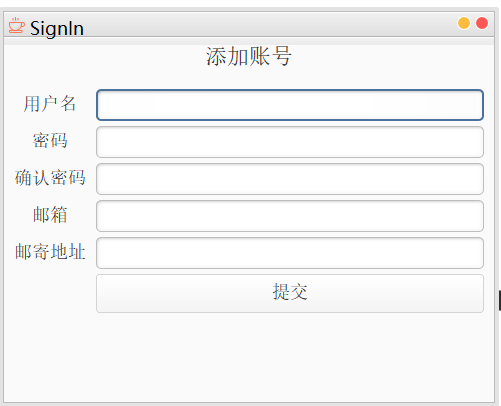 SignIn
添加账号
用户名
密码
确认密码
邮箱
邮寄地址
提交